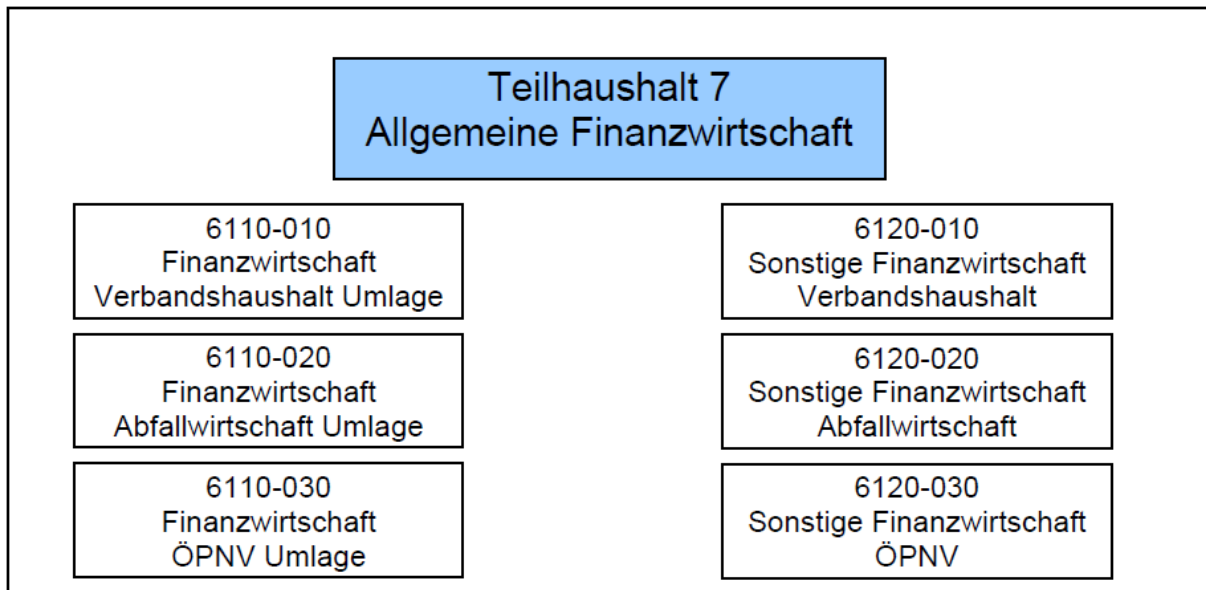 Teilhaushalt 7
Allgemeine Finanzwirtschaft
6110-010
Finanzwirtschaft
Verbandshaushalt Umlage
6120-010
Sonstige Finanzwirtschaft
Verbandshaushalt
6110-020
Finanzwirtschaft
Abfallwirtschaft Umlage
6120-020
Sonstige Finanzwirtschaft
Abfallwirtschaft
6110-030
Finanzwirtschaft
ÖPNV Umlage
6120-030
Sonstige Finanzwirtschaft
ÖPNV